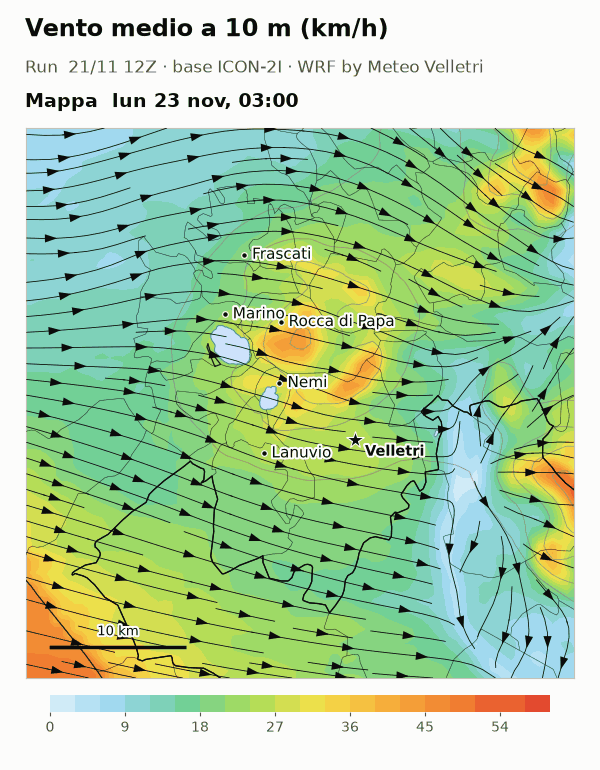 Vento medio a 10 m (km/h)
Run 21/11 12Z · base ICON-2I · WRF by Meteo Velletri
Mappa lun 23 nov, 03:00
Frascati
Marino
Rocca di Papa
Nemi
Velletri
Lanuvio
10 km
0 9 18 27 36 45 54